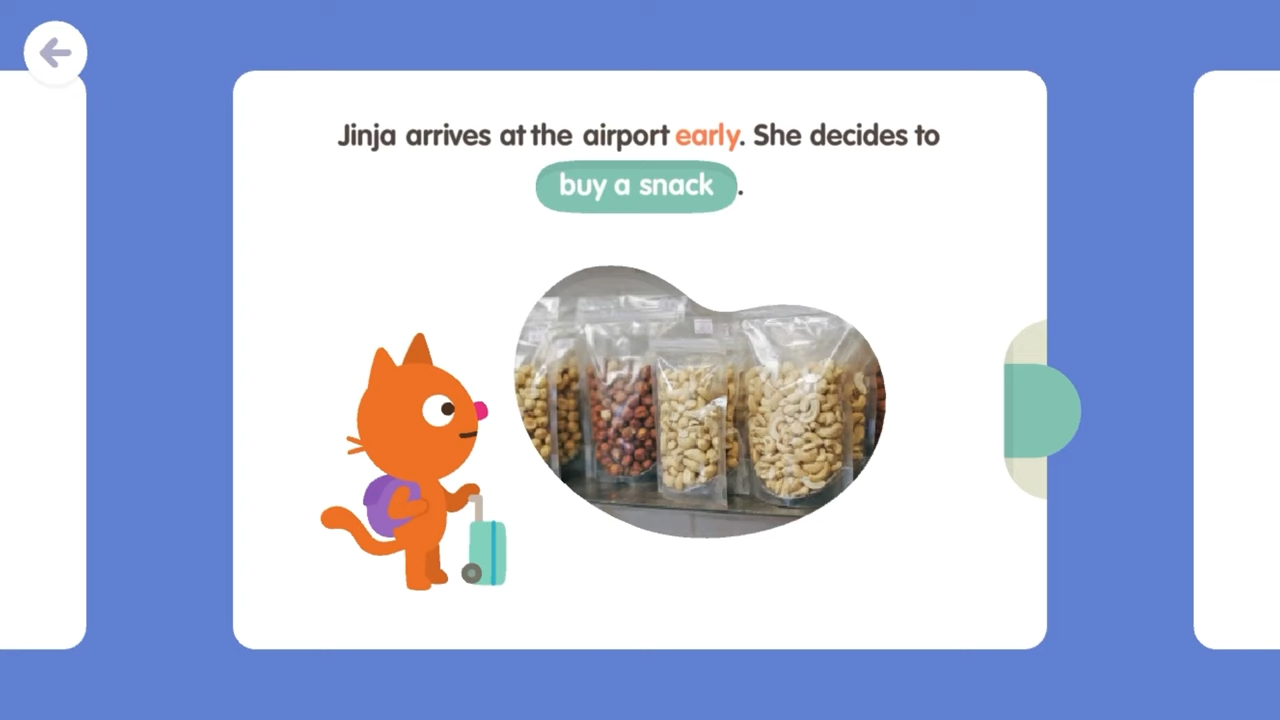 Jinja arrives at the airport early. She decides to
buy a snack.